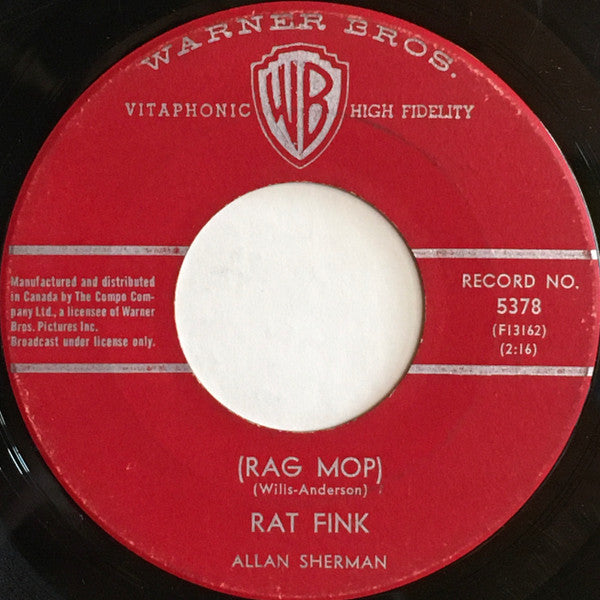 WARNER BROS.
VITAPHONIC WB HIGH FIDELITY
Manufactured and distributed
in Canada by The Compo Com-
pany Ltd., a licensee of Warner
Bros. Pictures Inc.
Broadcast under license only.
RECORD NO.
5378
(F13162)
(2:16)
(RAG MOP)
(Wills-Anderson)
RAT FINK
ALLAN SHERMAN